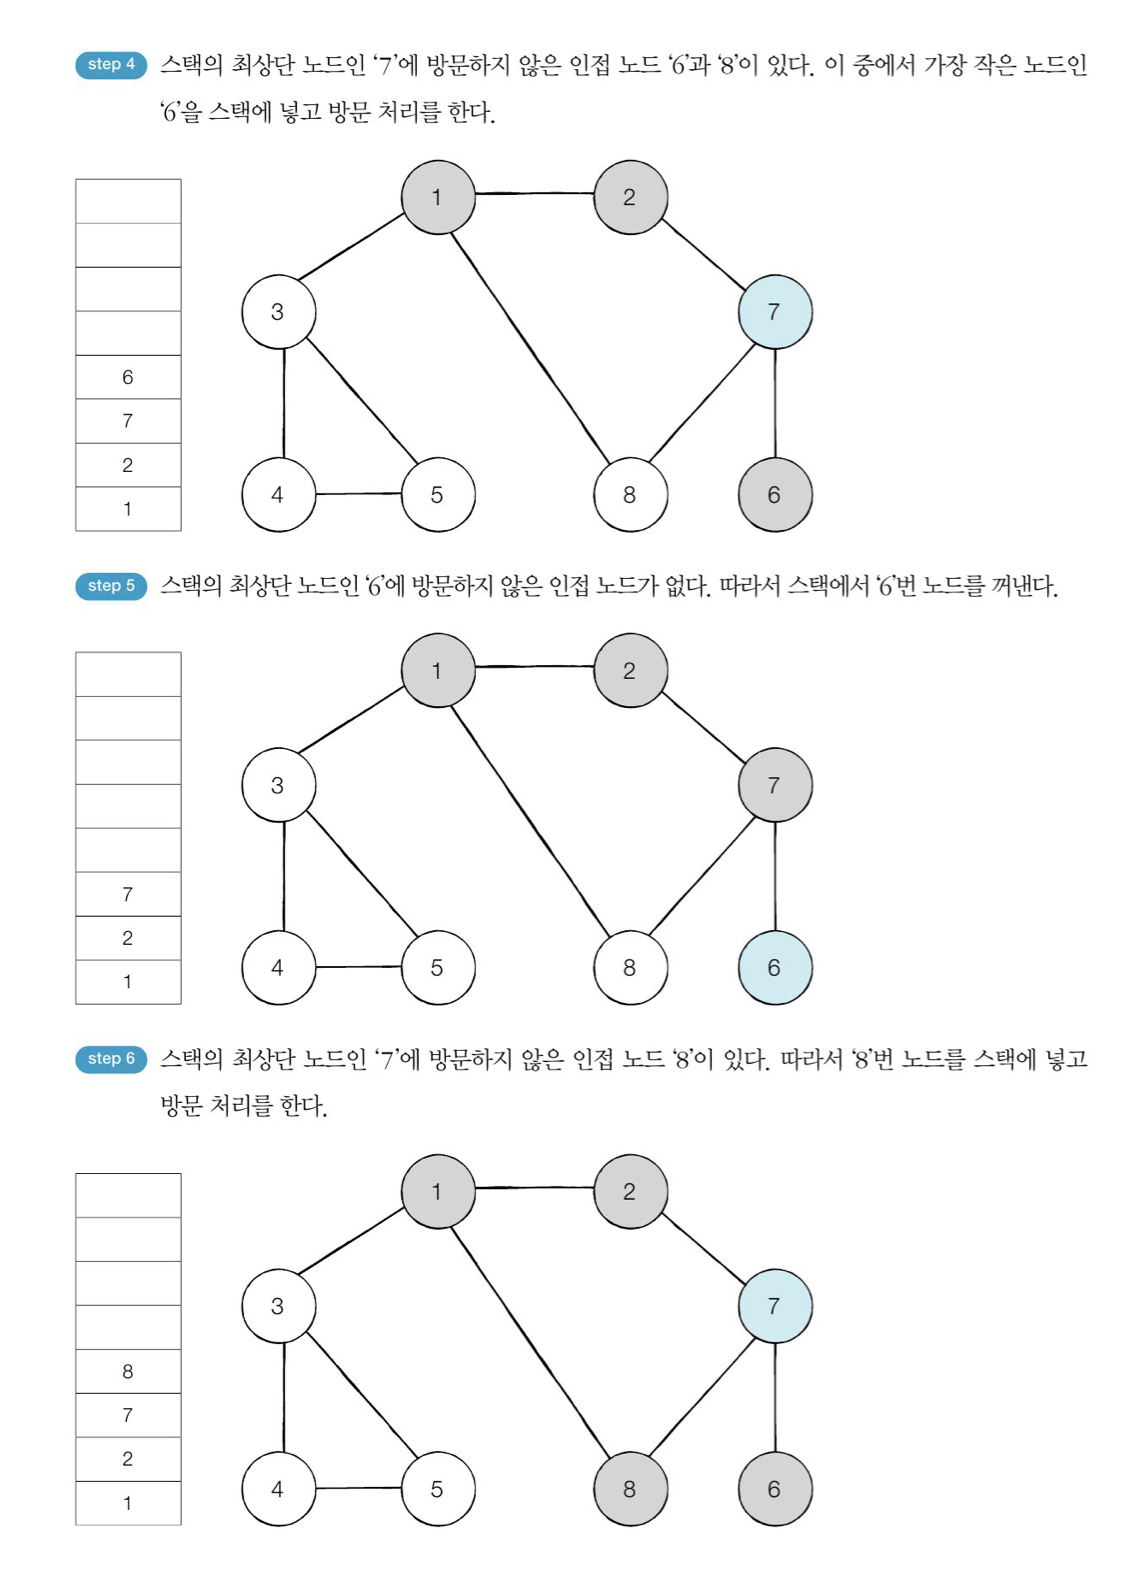 step 4 스택의 최상단 노드인 ‘7’에 방문하지 않은 인접 노드 ‘6’과 ‘8’이 있다. 이 중에서 가장 작은 노드인
‘6’을 스택에 넣고 방문 처리를 한다.
1 2
3 7
6
7
2
1
4 5 8 6
step 5 스택의 최상단 노드인 ‘6’에 방문하지 않은 인접 노드가 없다. 따라서 스택에서 ‘6’번 노드를 꺼낸다.
1 2
3 7
7
2
1
4 5 8 6
step 6 스택의 최상단 노드인 ‘7’에 방문하지 않은 인접 노드 ‘8’이 있다. 따라서 ‘8’번 노드를 스택에 넣고
방문 처리를 한다.
1 2
3 7
8
7
2
1
4 5 8 6